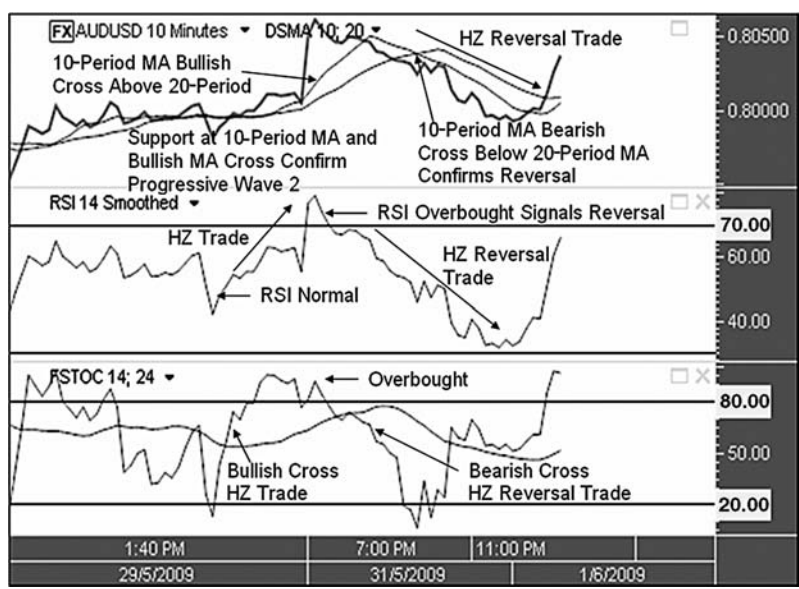 FX AUDUSD 10 Minutes DSMA 10; 20
HZ Reversal Trade
0.80500
10-Period MA Bullish
Cross Above 20-Period
0.80000
Support at 10-Period MA and
Bullish MA Cross Confirm
Progressive Wave 2
10-Period MA Bearish
Cross Below 20-Period MA
Confirms Reversal
RSI 14 Smoothed
RSI Overbought Signals Reversal
70.00
HZ Trade
HZ Reversal
Trade
60.00
RSI Normal
40.00
FSTOC 14; 24
Overbought
80.00
Bullish Cross
HZ Trade
Bearish Cross
HZ Reversal Trade
50.00
20.00
1:40 PM 7:00 PM 11:00 PM
29/5/2009 31/5/2009 1/6/2009